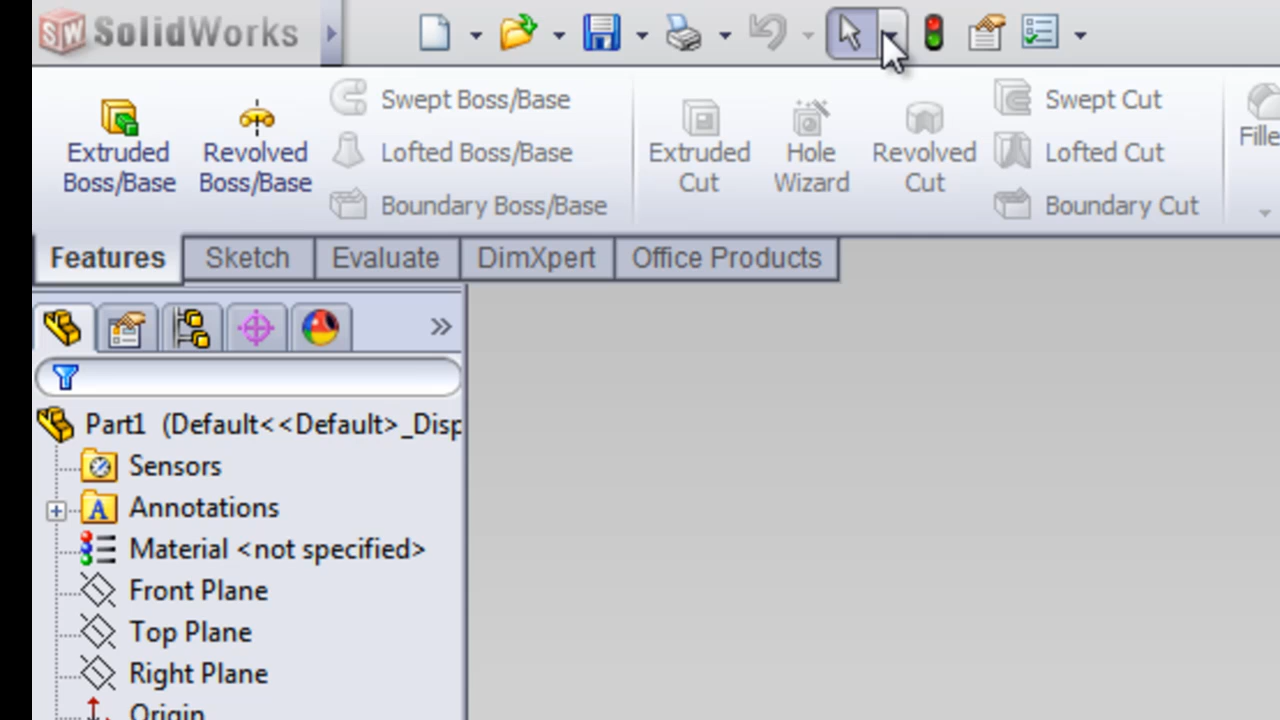 SW SolidWorks
Extruded
Boss/Base
Revolved
Boss/Base
Swept Boss/Base
Lofted Boss/Base
Boundary Boss/Base
Extruded
Cut
Hole
Wizard
Revolved
Cut
Swept Cut
Lofted Cut
Boundary Cut
Fille
Features
Sketch
Evaluate
DimXpert
Office Products
Part1 (Default<<Default>_Disp
Sensors
A Annotations
Material <not specified>
Front Plane
Top Plane
Right Plane
Origin